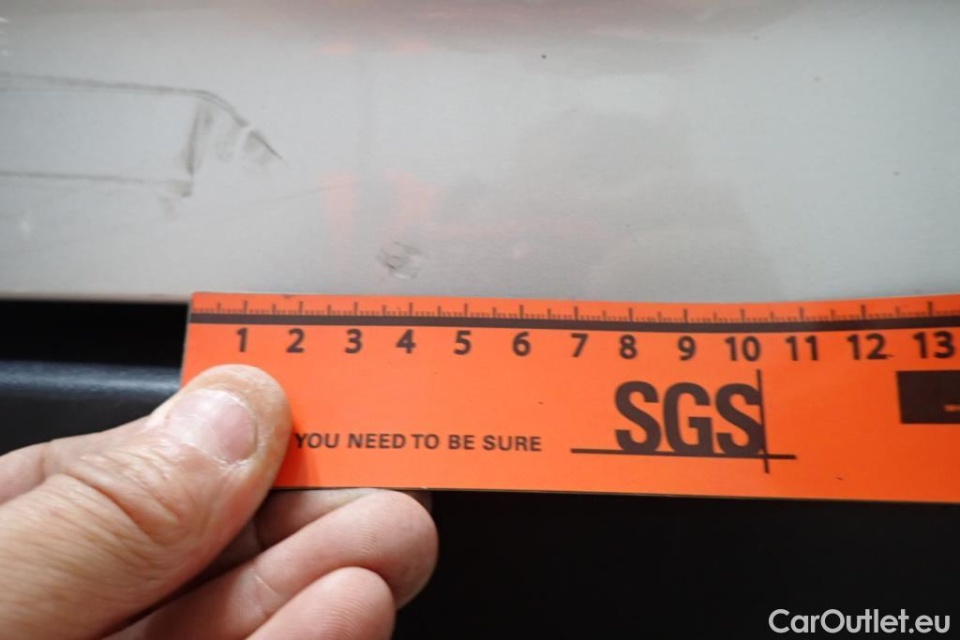 1 2 3 4 5 6 7 8 9 10 11 12 13
YOU NEED TO BE SURE
SGS
CarOutlet.eu